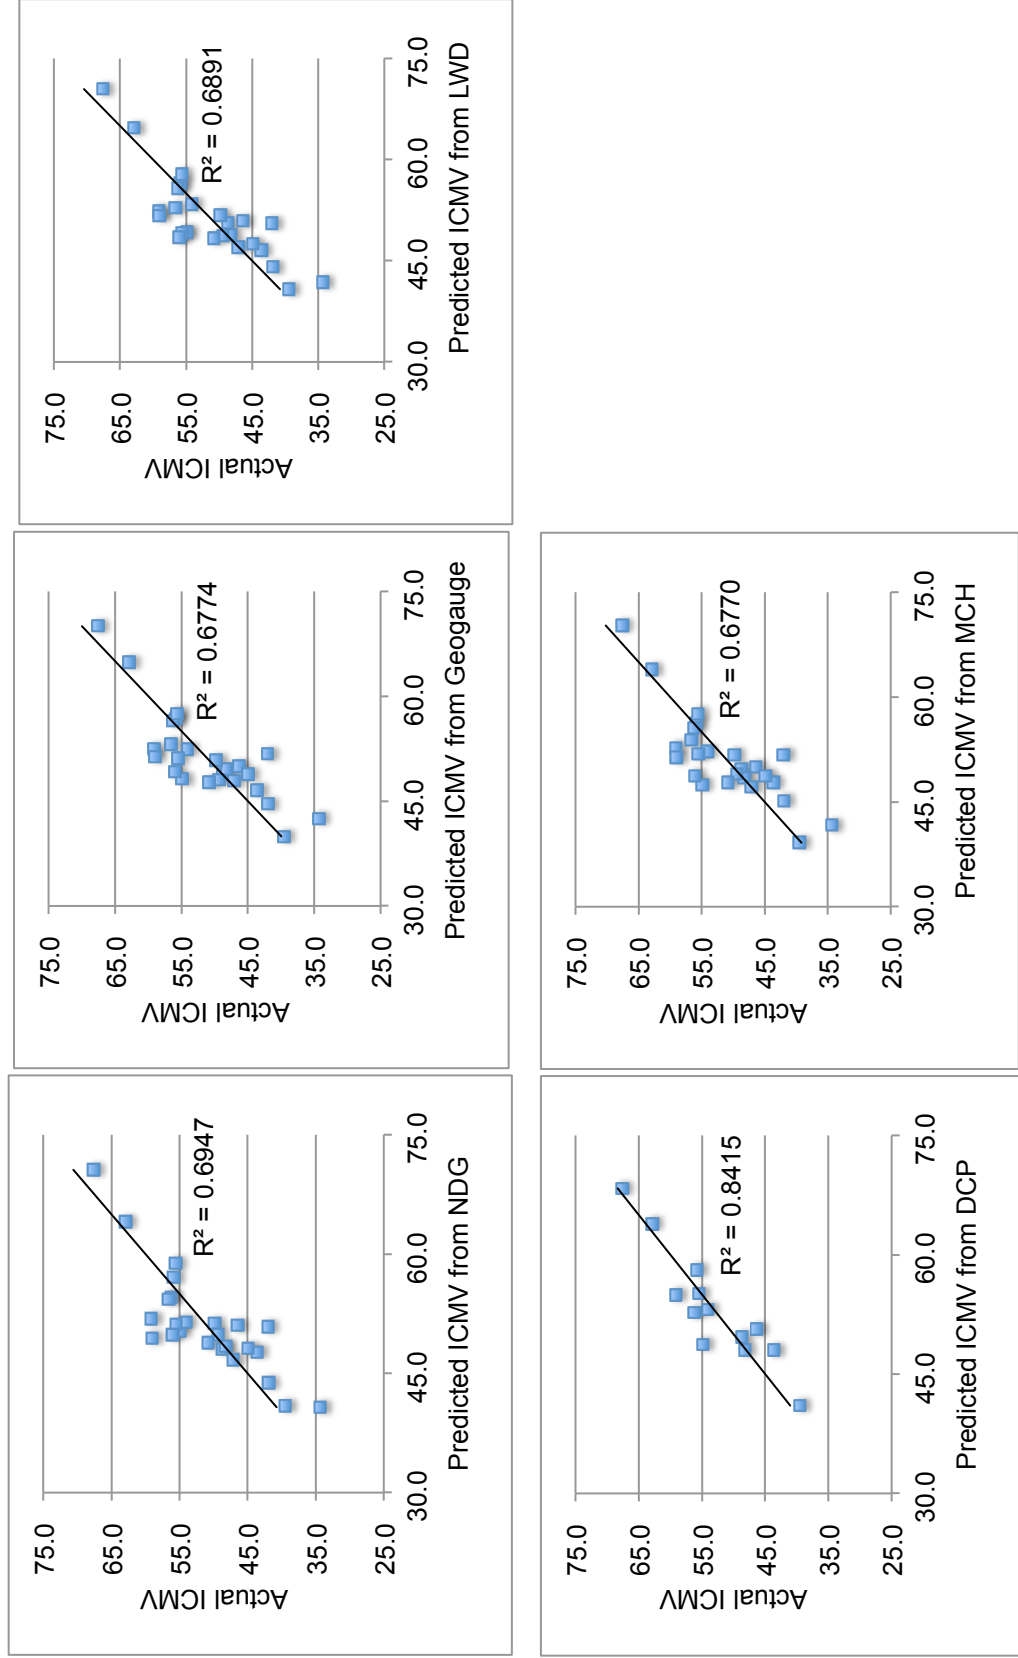 75.0
65.0
55.0
45.0
35.0
25.0
Actual ICMV
R² = 0.6947
30.0 45.0 60.0 75.0
Predicted ICMV from NDG
75.0
65.0
55.0
45.0
35.0
25.0
Actual ICMV
R² = 0.6774
30.0 45.0 60.0 75.0
Predicted ICMV from Geogauge
75.0
65.0
55.0
45.0
35.0
25.0
Actual ICMV
R² = 0.6891
30.0 45.0 60.0 75.0
Predicted ICMV from LWD
75.0
65.0
55.0
45.0
35.0
25.0
Actual ICMV
R² = 0.8415
30.0 45.0 60.0 75.0
Predicted ICMV from DCP
75.0
65.0
55.0
45.0
35.0
25.0
Actual ICMV
R² = 0.6770
30.0 45.0 60.0 75.0
Predicted ICMV from MCH